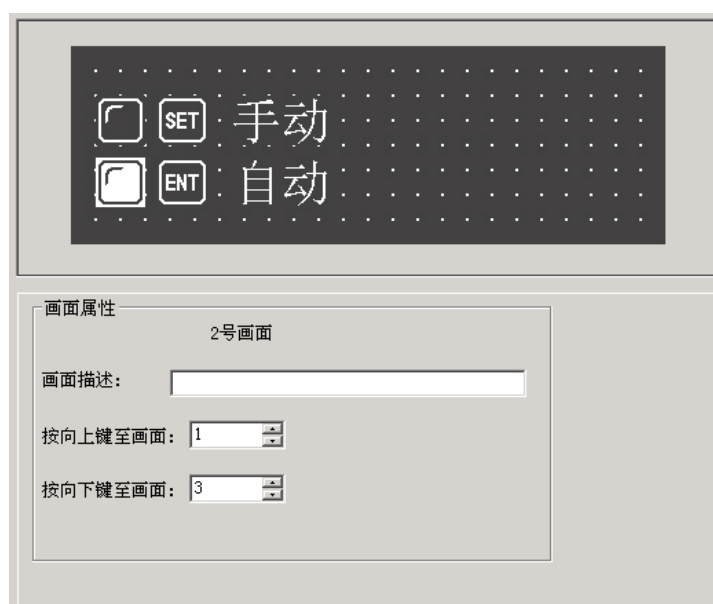 SET 手动
ENT 自动
画面属性
2号画面
画面描述：
按向上键至画面： 1
按向下键至画面： 3